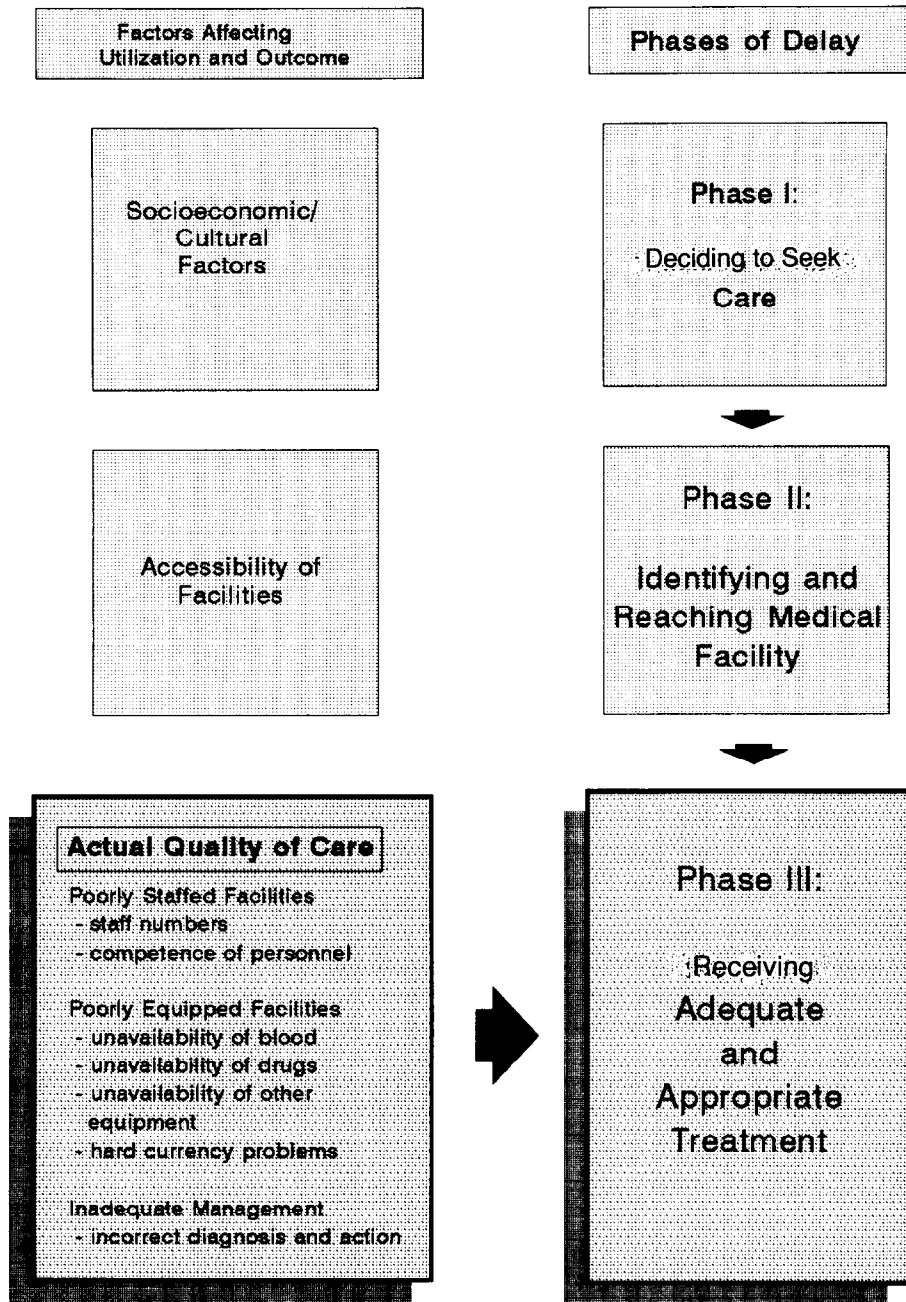 Factors Affecting
Utilization and Outcome
Phases of Delay
Socioeconomic/
Cultural
Factors
Phase I:
Deciding to Seek
Care
Accessibility of
Facilities
Phase II:
Identifying and
Reaching Medical
Facility
Actual Quality of Care
Poorly Staffed Facilities
- staff numbers
- competence of personnel
Poorly Equipped Facilities
- unavailability of blood
- unavailability of drugs
- unavailability of other
equipment
- hard currency problems
Inadequate Management
- incorrect diagnosis and action
Phase III:
Receiving
Adequate
and
Appropriate
Treatment